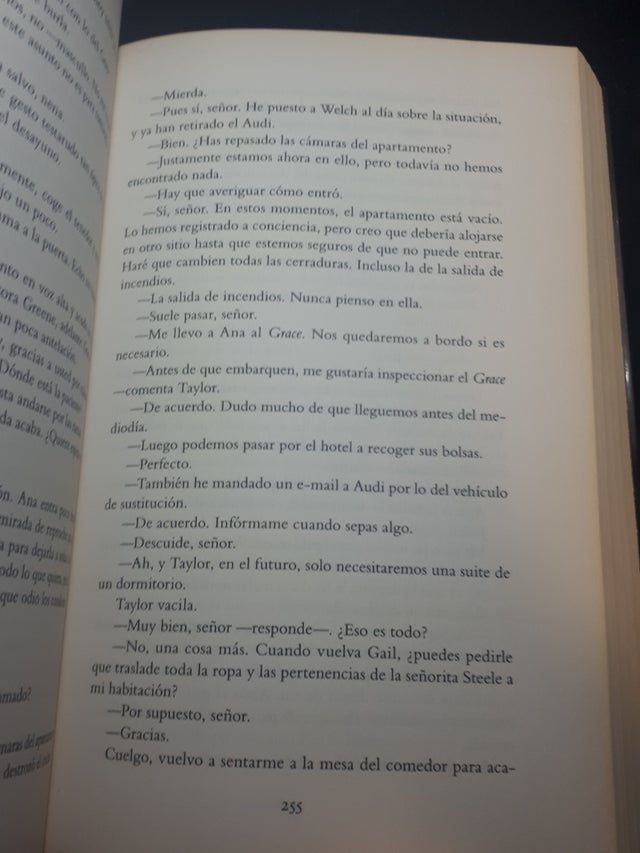 —Mierda.
—Pues sí, señor. He puesto a Welch al día sobre la situación,
y ya han retirado el Audi.
—Bien. ¿Has repasado las cámaras del apartamento?
—Justamente estamos ahora en ello, pero todavía no hemos
encontrado nada.
—Hay que averiguar cómo entró.
—Sí, señor. En estos momentos, el apartamento está vacío.
Lo hemos registrado a conciencia, pero creo que debería alojarse
en otro sitio hasta que estemos seguros de que no puede entrar.
Haré que cambien todas las cerraduras. Incluso la de la salida de
incendios.
—La salida de incendios. Nunca pienso en ella.
—Suele pasar, señor.
—Me llevo a Ana al Grace. Nos quedaremos a bordo si es
necesario.
—Antes de que embarquen, me gustaría inspeccionar el Grace
—comenta Taylor.
—De acuerdo. Dudo mucho de que lleguemos antes del me-
diodía.
—Luego podemos pasar por el hotel a recoger sus bolsas.
—Perfecto.
—También he mandado un e-mail a Audi por lo del vehículo
de sustitución.
—De acuerdo. Infórmame cuando sepas algo.
—Descuide, señor.
—Ah, y Taylor, en el futuro, solo necesitaremos una suite de
un dormitorio.
Taylor vacila.
—Muy bien, señor —responde—. ¿Eso es todo?
—No, una cosa más. Cuando vuelva Gail, ¿puedes pedirle
que traslade toda la ropa y las pertenencias de la señorita Steele a
mi habitación?
—Por supuesto, señor.
—Gracias.
Cuelgo, vuelvo a sentarme a la mesa del comedor para aca-
255